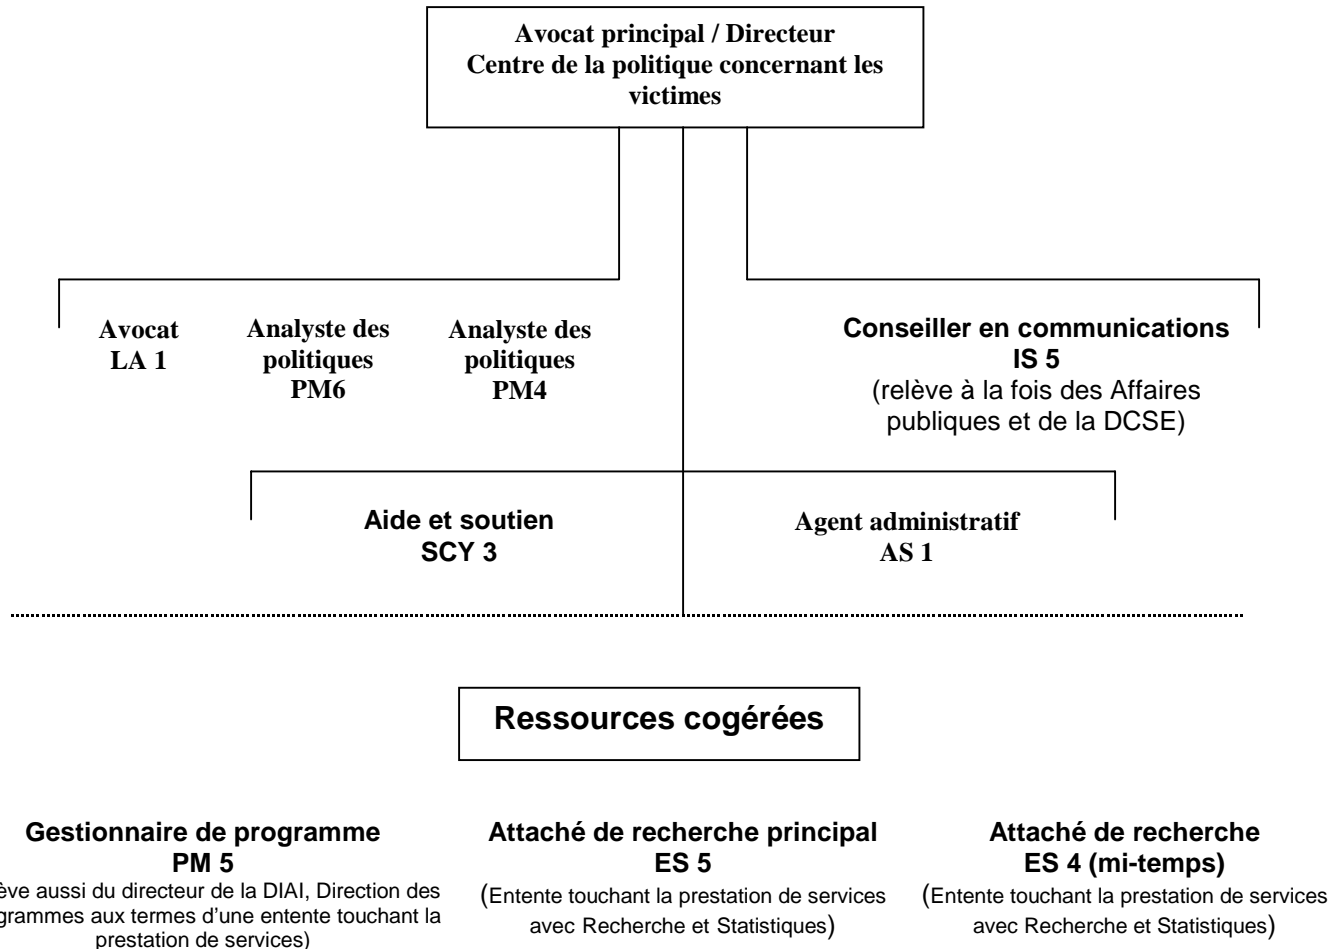 Avocat principal / Directeur
Centre de la politique concernant les
victimes
Avocat
LA 1
Analyste des
politiques
PM6
Analyste des
politiques
PM4
Conseiller en communications
IS 5
(relève à la fois des Affaires
publiques et de la DCSE)
Aide et soutien
SCY 3
Agent administratif
AS 1
Ressources cogérées
Gestionnaire de programme
PM 5
ève aussi du directeur de la DIAI, Direction des
grammes aux termes d'une entente touchant la
prestation de services)
Attaché de recherche principal
ES 5
(Entente touchant la prestation de services
avec Recherche et Statistiques)
Attaché de recherche
ES 4 (mi-temps)
(Entente touchant la prestation de services
avec Recherche et Statistiques)